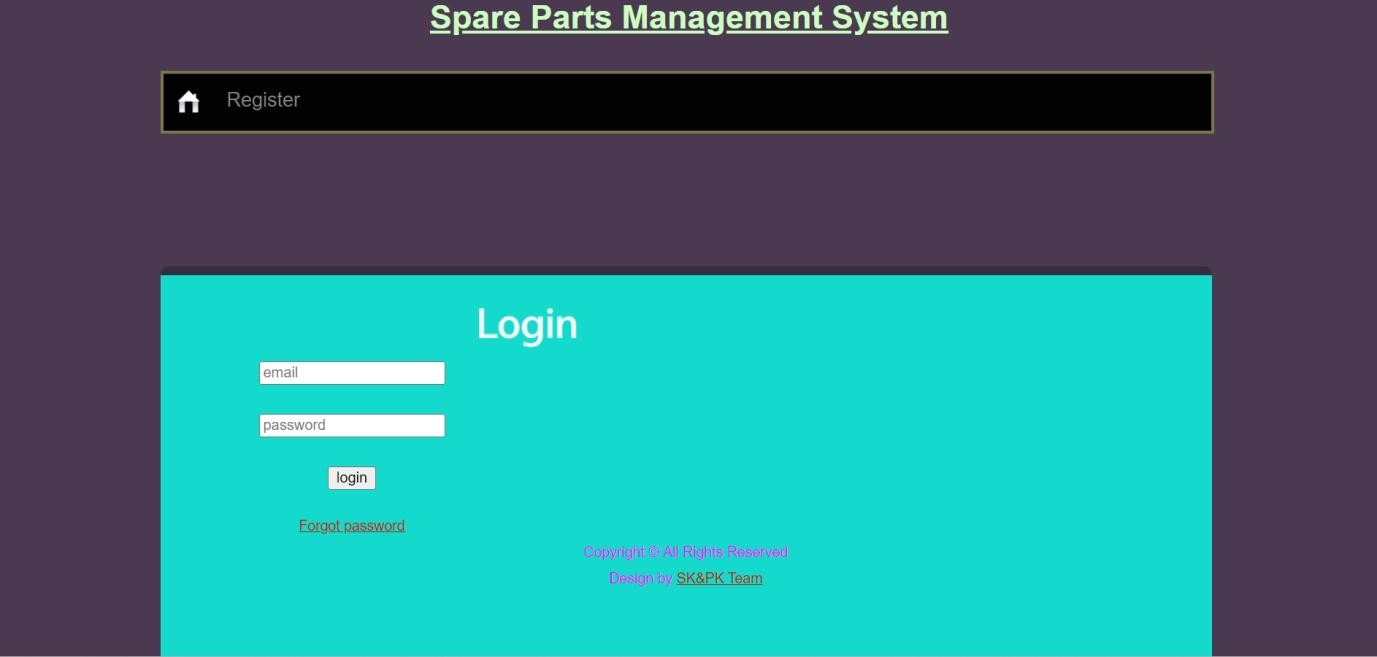 Spare Parts Management System
Register
Login
email
password
login
Forgot password
Copyright © All Rights Reserved
Design by SK&PK Team